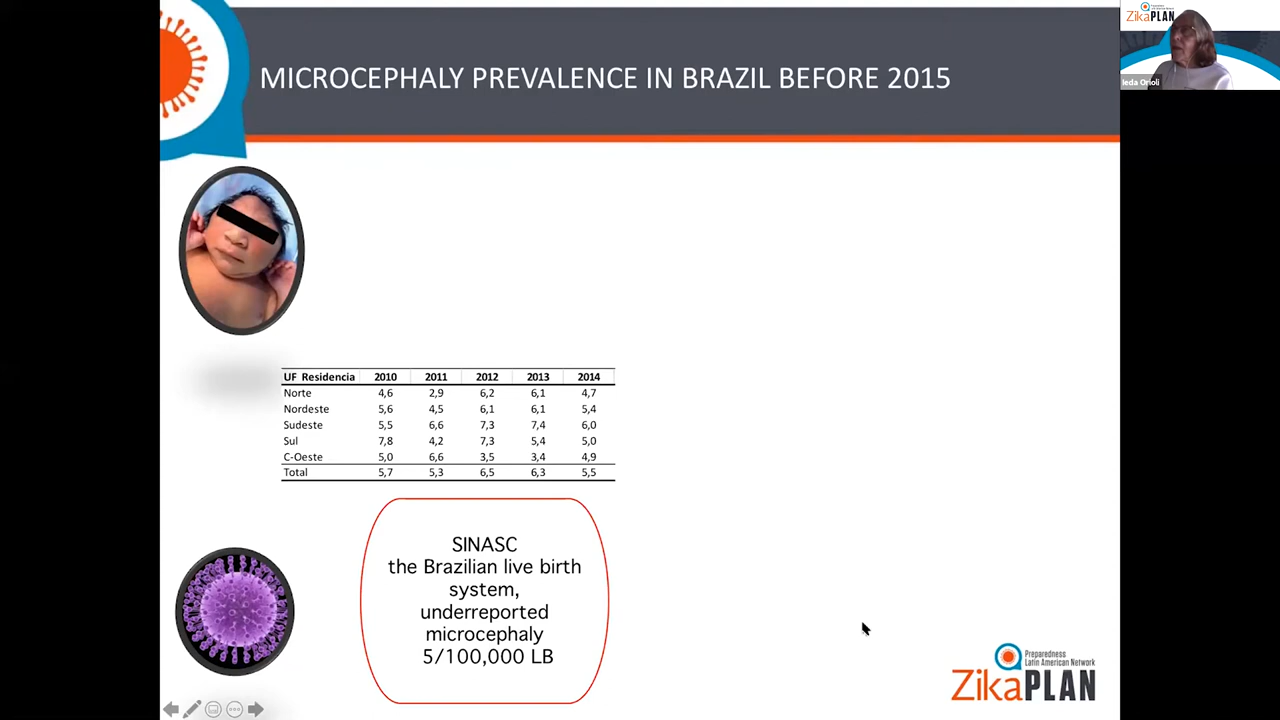 MICROCEPHALY PREVALENCE IN BRAZIL BEFORE 2015
ZikaPLAN
Ieda Orioli
UF Residencia 2010 2011 2012 2013 2014
Norte 4,6 2,9 6,2 6,1 4,7
Nordeste 5,6 4,5 6,1 6,1 5,4
Sudeste 5,5 6,6 7,3 7,4 6,0
Sul 7,8 4,2 7,3 5,4 5,0
C-Oeste 5,0 6,6 3,5 3,4 4,9
Total 5,7 5,3 6,5 6,3 5,5
SINASC
the Brazilian live birth
system,
underreported
microcephaly
5/100,000 LB
Preparedness
Latin American Network
ZikaPLAN